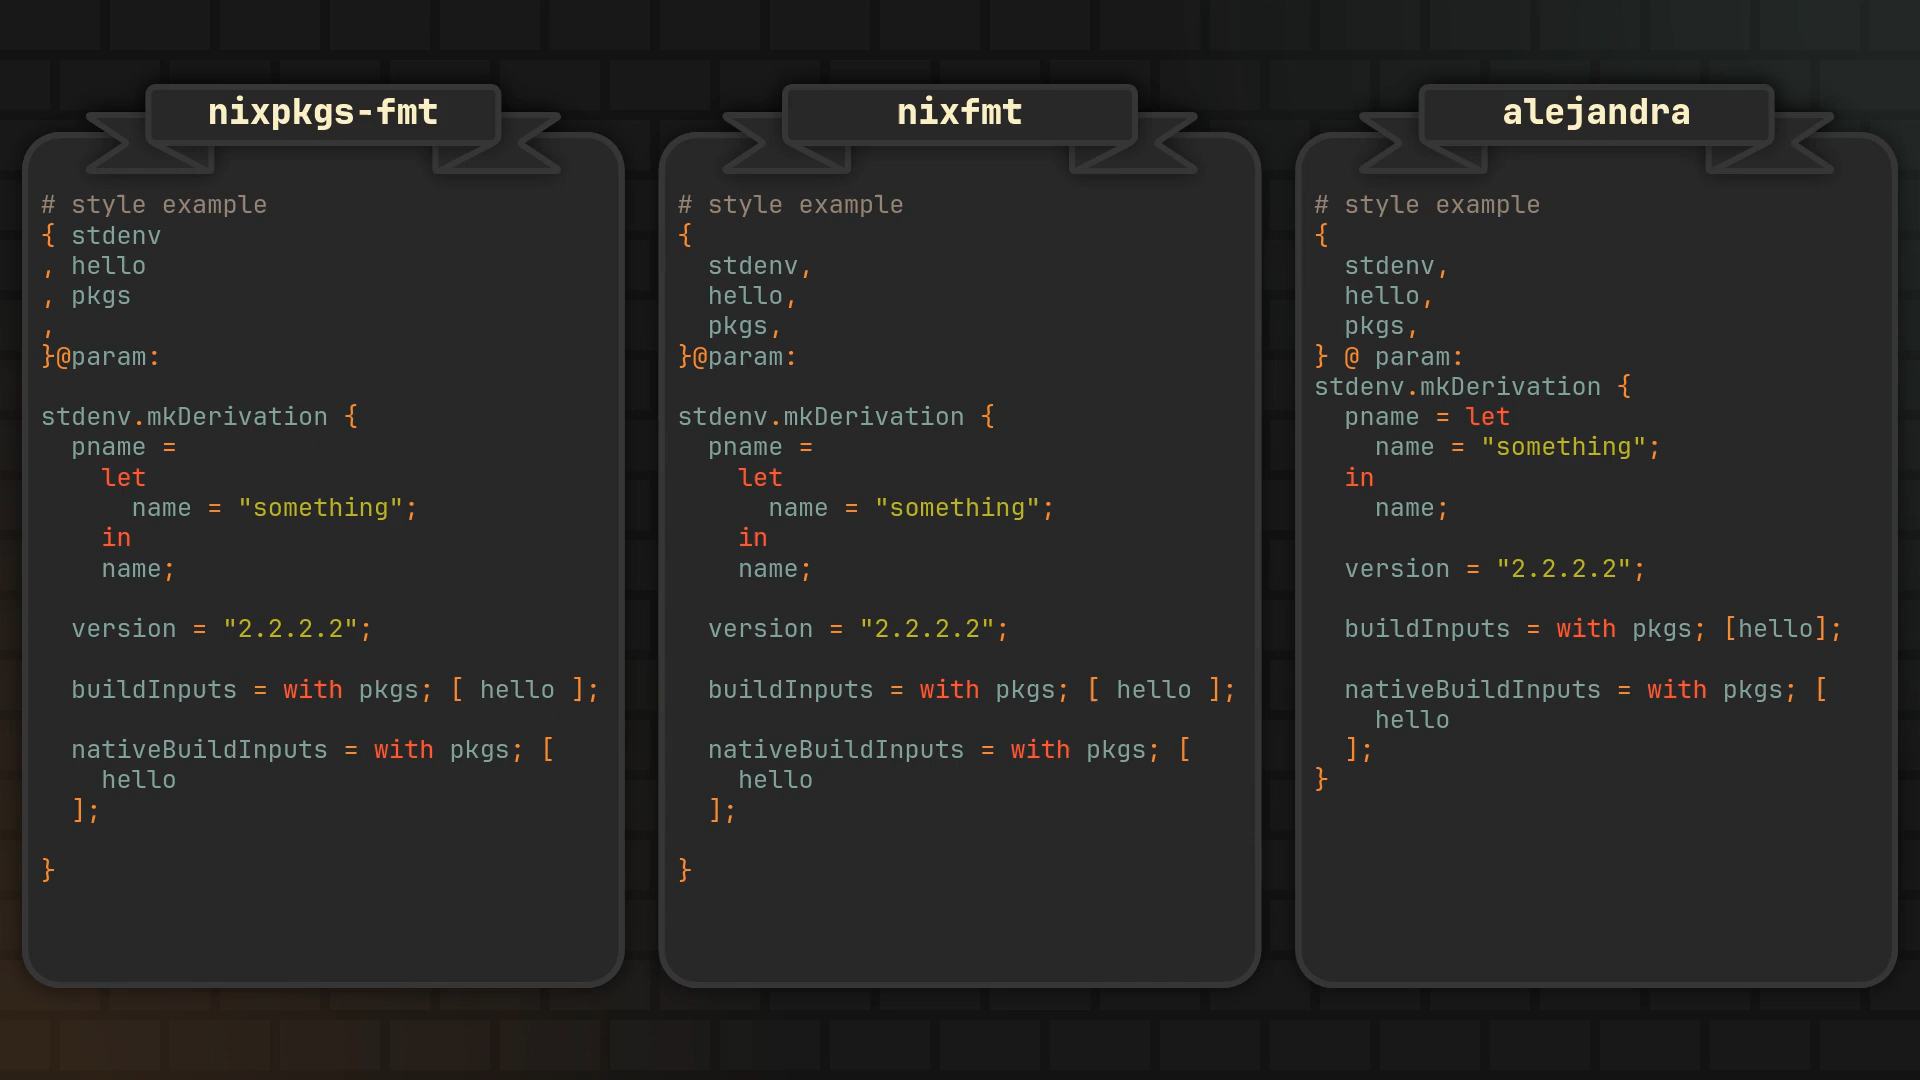 nixpkgs-fmt
# style example
{ stdenv
, hello
, pkgs
,
}@param:

stdenv.mkDerivation {
  pname =
    let
      name = "something";
    in
    name;

  version = "2.2.2.2";

  buildInputs = with pkgs; [ hello ];

  nativeBuildInputs = with pkgs; [
    hello
  ];

}
nixfmt
# style example
{
  stdenv,
  hello,
  pkgs,
}@param:

stdenv.mkDerivation {
  pname =
    let
      name = "something";
    in
    name;

  version = "2.2.2.2";

  buildInputs = with pkgs; [ hello ];

  nativeBuildInputs = with pkgs; [
    hello
  ];

}
alejandra
# style example
{
  stdenv,
  hello,
  pkgs,
} @ param:
stdenv.mkDerivation {
  pname = let
    name = "something";
  in
    name;

  version = "2.2.2.2";

  buildInputs = with pkgs; [hello];

  nativeBuildInputs = with pkgs; [
    hello
  ];
}